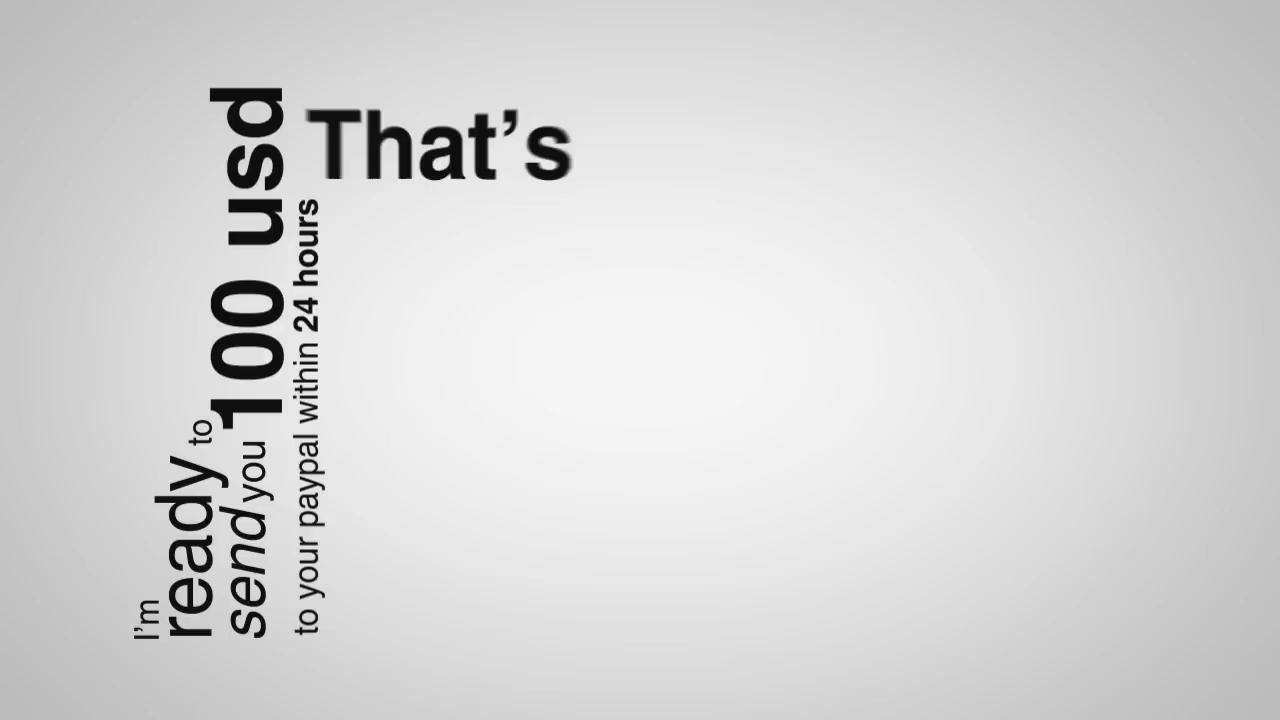 I’m
ready to
send you 100 usd
to your paypal within 24 hours
That’s